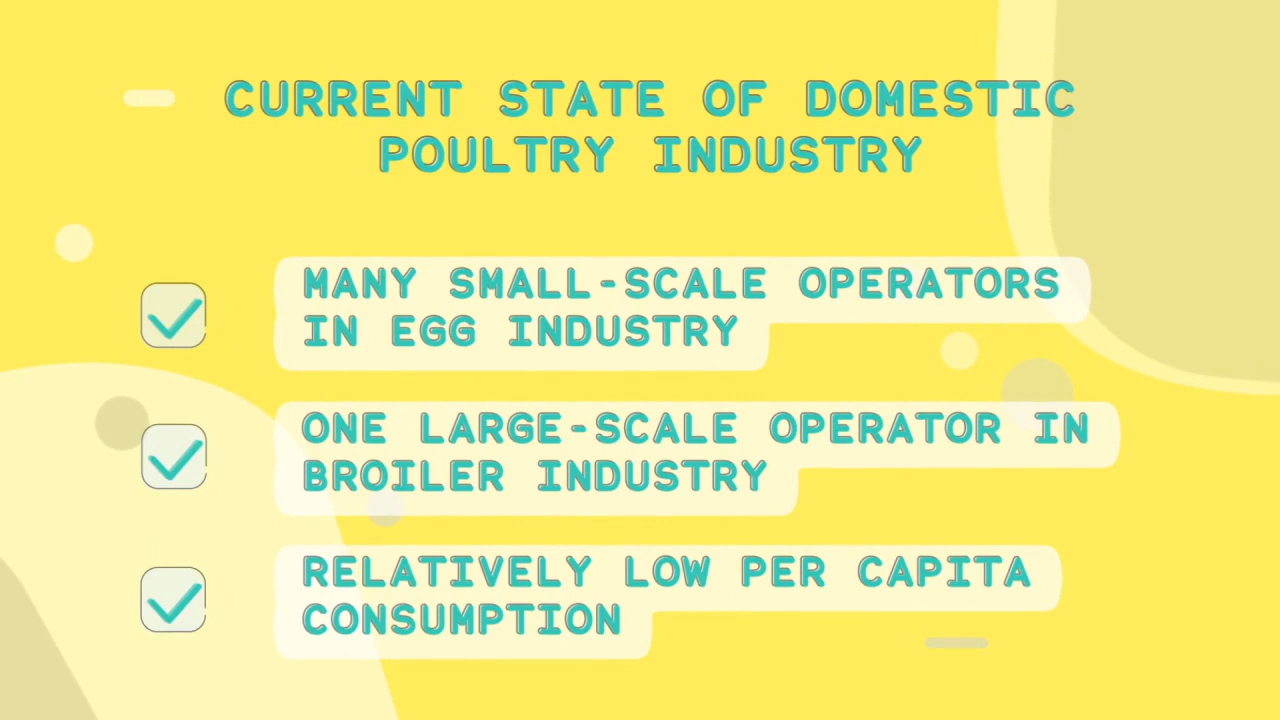 CURRENT STATE OF DOMESTIC
POULTRY INDUSTRY
MANY SMALL-SCALE OPERATORS
IN EGG INDUSTRY
ONE LARGE-SCALE OPERATOR IN
BROILER INDUSTRY
RELATIVELY LOW PER CAPITA
CONSUMPTION